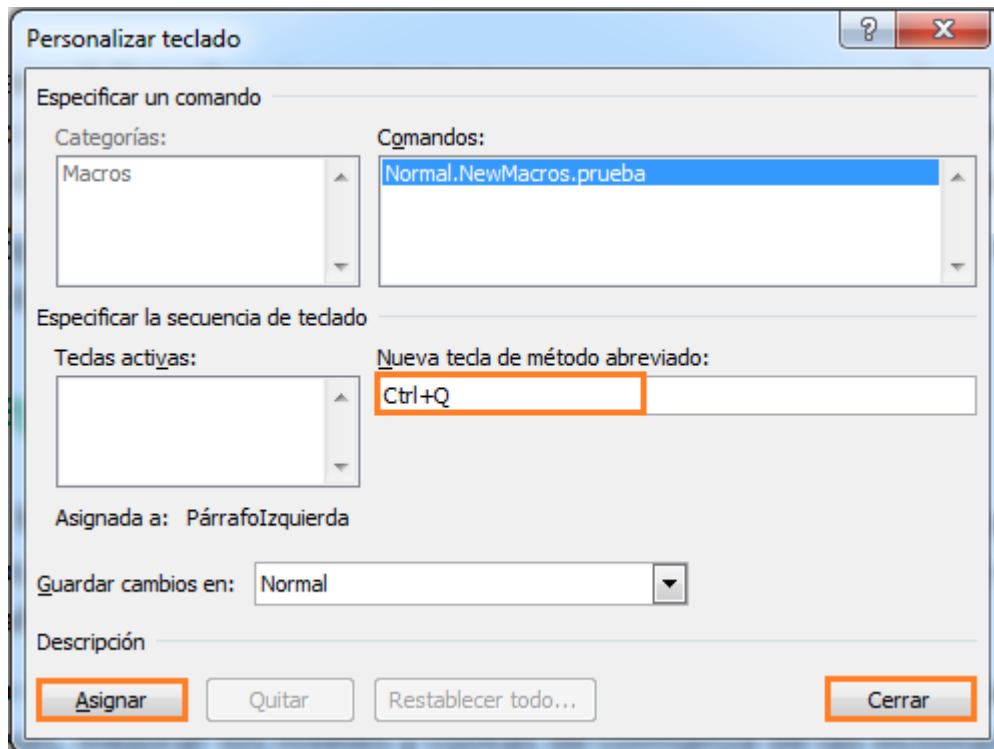 Personalizar teclado
Especificar un comando
Categorías:
Comandos:
Macros
Normal.NewMacros.prueba
Especificar la secuencia de teclado
Teclas activas:
Nueva tecla de método abreviado:
Ctrl+Q
Asignada a: PárrafoIzquierda
Guardar cambios en: Normal
Descripción
Asignar Quitar Restablecer todo... Cerrar